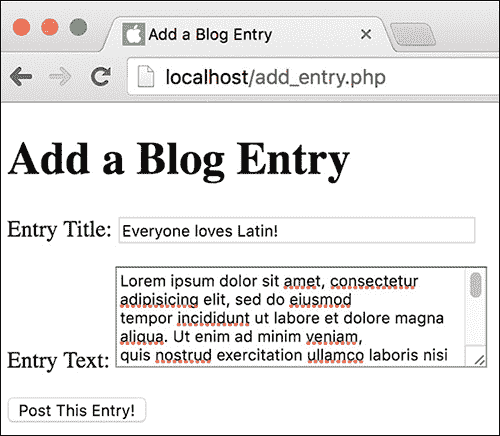 Add a Blog Entry
localhost/add_entry.php
Add a Blog Entry
Entry Title: Everyone loves Latin!
Lorem ipsum dolor sit amet, consectetur
adipisicing elit, sed do eiusmod
tempor incididunt ut labore et dolore magna
aliqua. Ut enim ad minim veniam,
Entry Text: quis nostrud exercitation ullamco laboris nisi
Post This Entry!